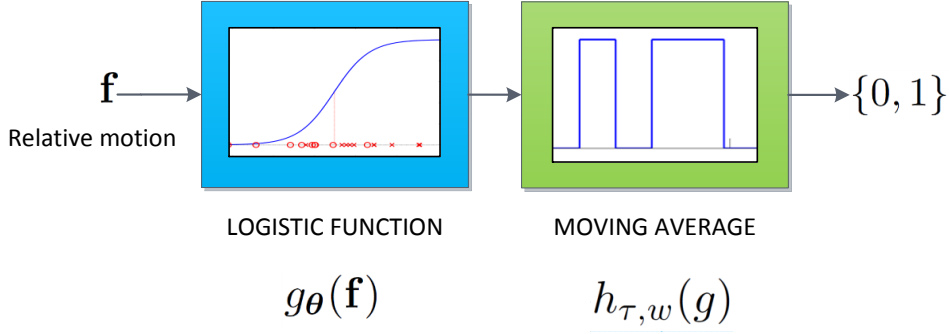 f
{0, 1}
Relative motion
LOGISTIC FUNCTION
MOVING AVERAGE
g_θ(f)
h_{τ,w}(g)